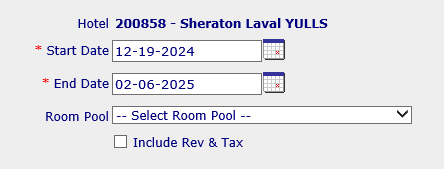 Hotel 200858 - Sheraton Laval YULLS
* Start Date 12-19-2024
* End Date 02-06-2025
Room Pool -- Select Room Pool --
Include Rev & Tax